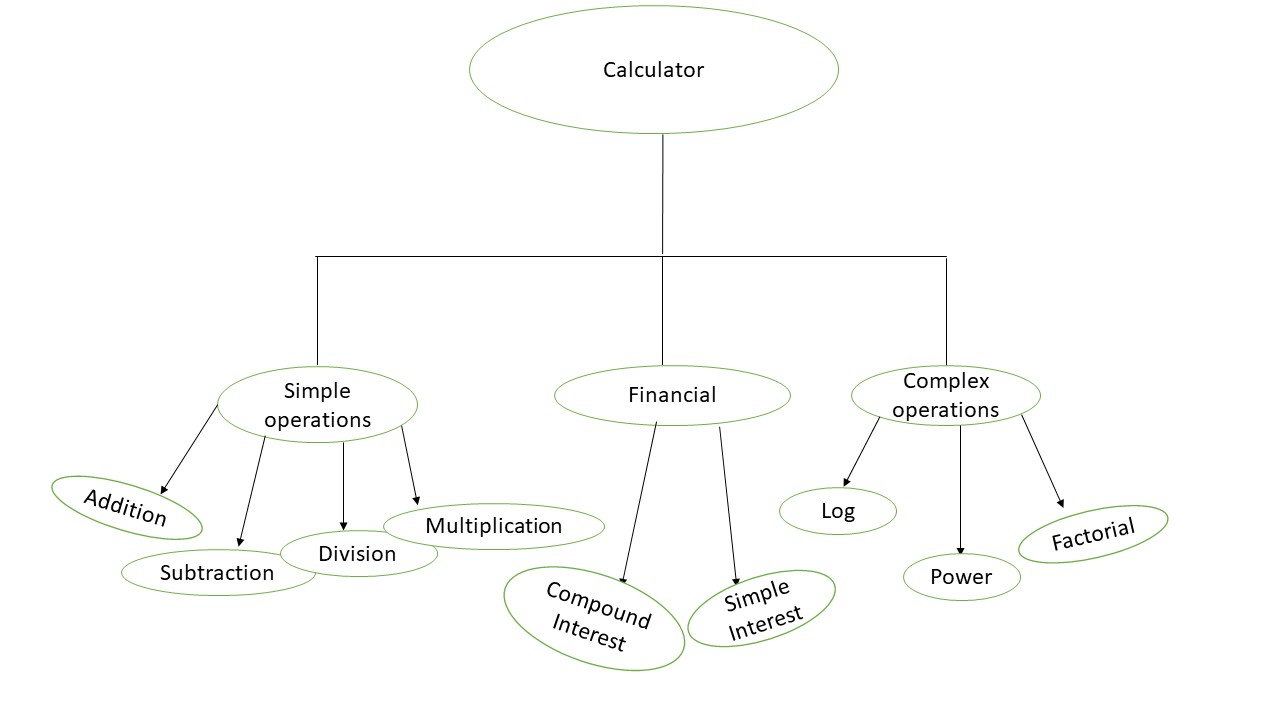 Calculator
Simple
operations
Financial
Complex
operations
Addition
Subtraction
Division
Multiplication
Compound
Interest
Simple
Interest
Log
Power
Factorial